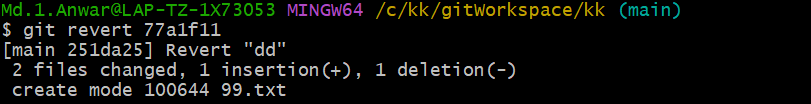 Md.1.Anwar@LAP-TZ-1X73053 MINGW64 /c/kk/gitWorkspace/kk (main)
$ git revert 77a1f11
[main 251da25] Revert "dd"
 2 files changed, 1 insertion(+), 1 deletion(-)
 create mode 100644 99.txt